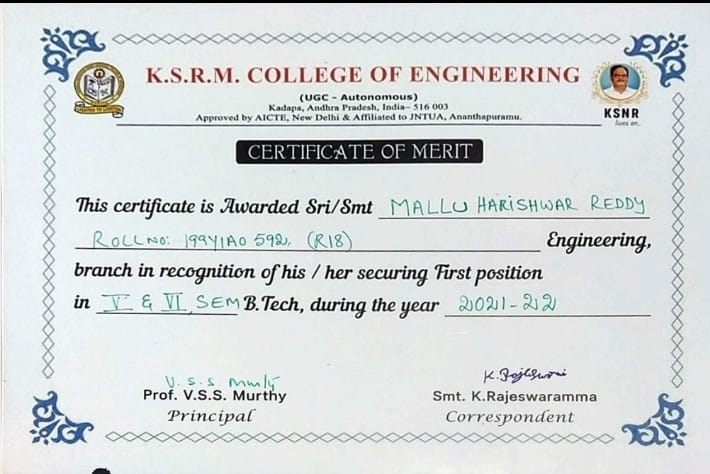 K.S.R.M. COLLEGE OF ENGINEERING
(UGC - Autonomous)
Kadapa, Andhra Pradesh, India– 516 003
Approved by AICTE, New Delhi & Affiliated to JNTUA, Ananthapuramu.
KSNR
lives on..
CERTIFICATE OF MERIT
This certificate is Awarded Sri/Smt MALLU HARISHWAR REDDY
ROLL NO: 199Y1A0592, (R18) Engineering,
branch in recognition of his / her securing First position
in V & VI SEM B.Tech, during the year 2021-22
V. S. S. Murty
Prof. V.S.S. Murthy
Principal
Smt. K.Rajeswaramma
Correspondent